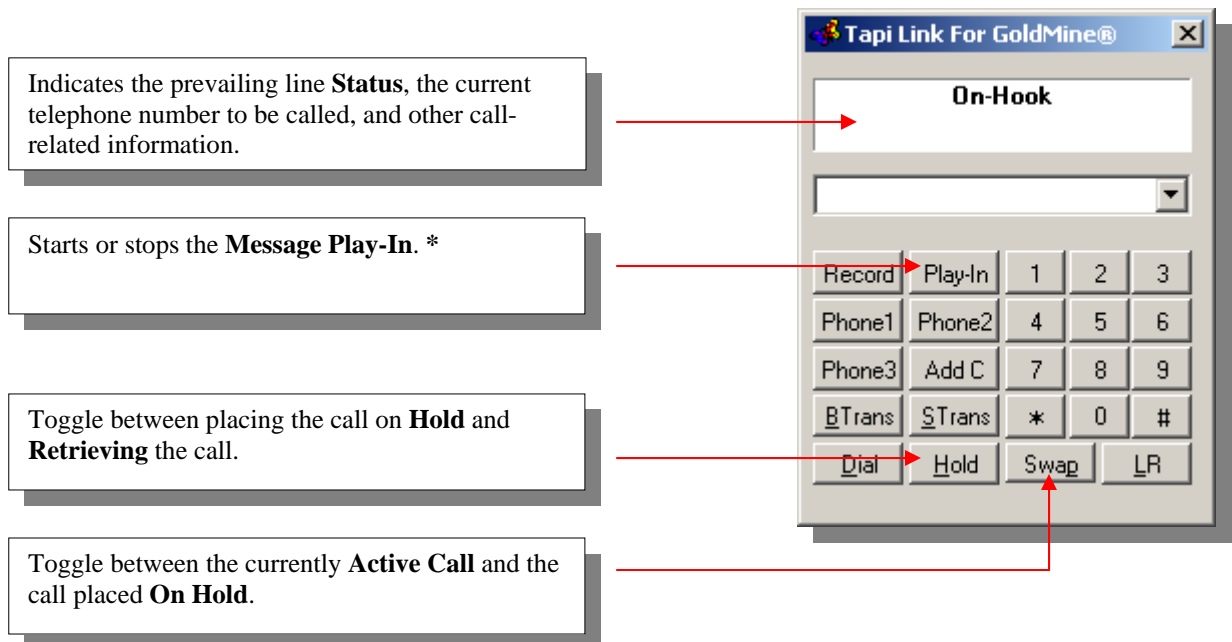 Tapi Link For GoldMine®
Indicates the prevailing line Status, the current
telephone number to be called, and other call-
related information.
On-Hook
Starts or stops the Message Play-In. *
Record Play-In 1 2 3
Phone1 Phone2 4 5 6
Phone3 Add C 7 8 9
Toggle between placing the call on Hold and
Retrieving the call.
BTrans STrans * 0 #
Dial Hold Swap LR
Toggle between the currently Active Call and the
call placed On Hold.